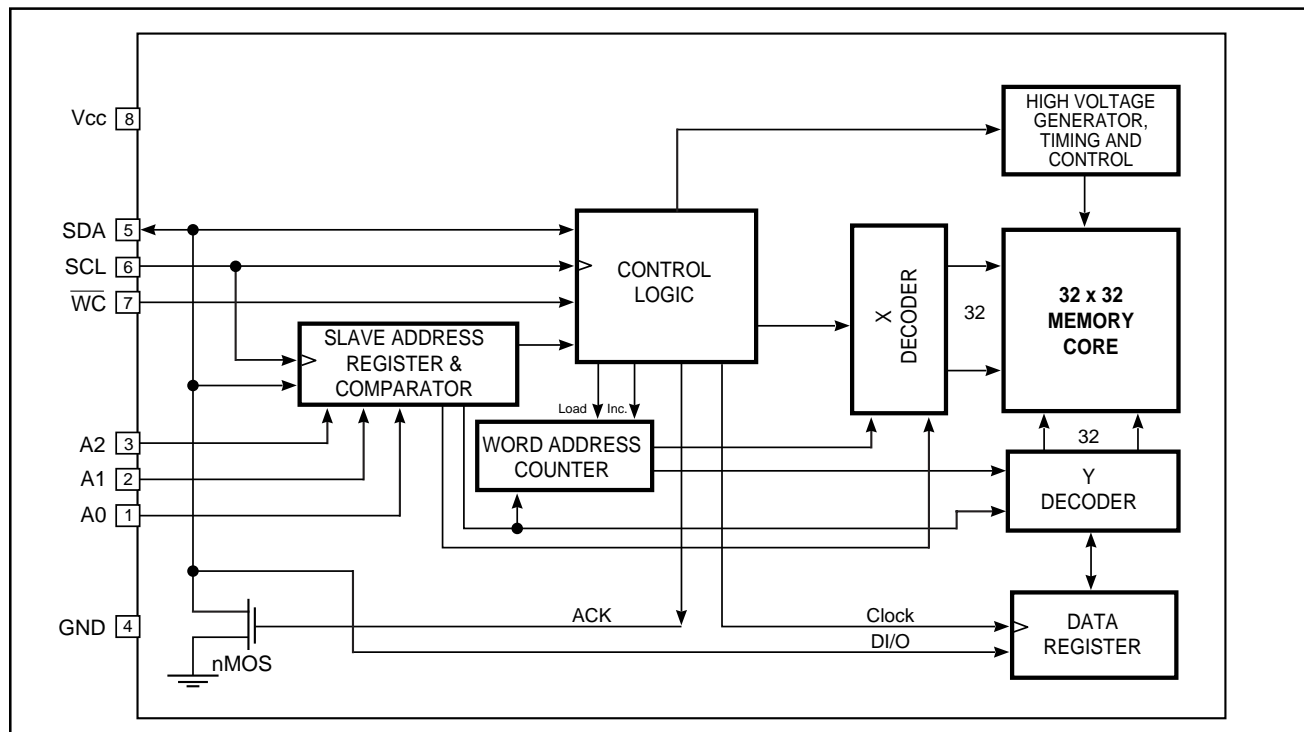 Vcc 8
HIGH VOLTAGE
GENERATOR,
TIMING AND
CONTROL
SDA 5
SCL 6
W̅C̅ 7
CONTROL
LOGIC
X
DECODER
32
32 x 32
MEMORY
CORE
SLAVE ADDRESS
REGISTER &
COMPARATOR
Load Inc.
A2 3
A1 2
A0 1
WORD ADDRESS
COUNTER
32
Y
DECODER
GND 4
nMOS
ACK
Clock
DI/O
DATA
REGISTER